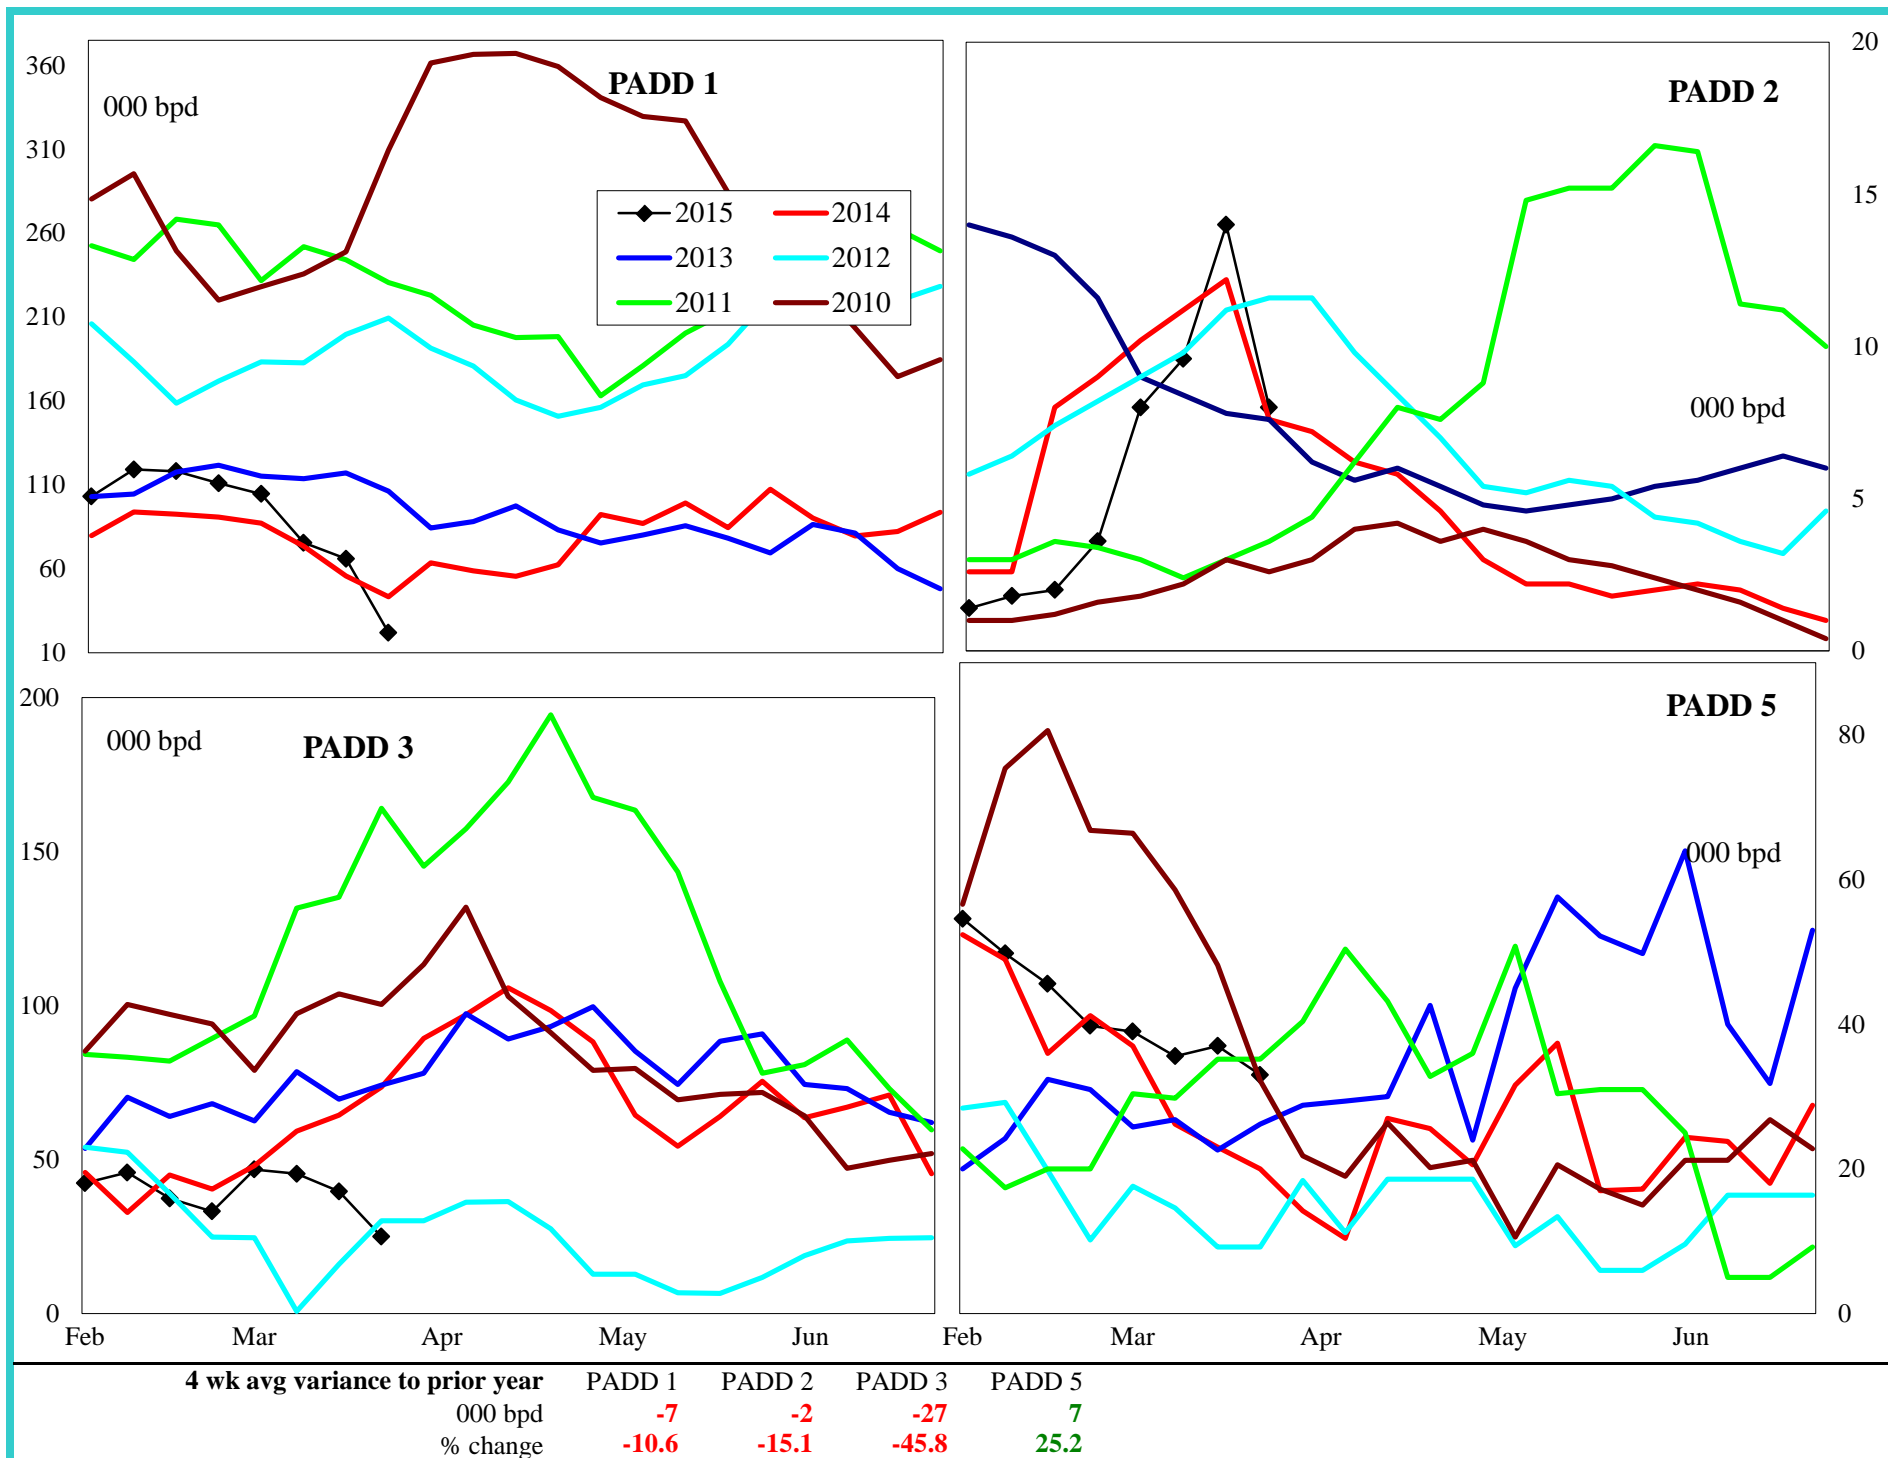 PADD 1
000 bpd
360
310
260
210
160
110
60
10
2015 2014
2013 2012
2011 2010
PADD 2
000 bpd
20
15
10
5
0
PADD 3
000 bpd
200
150
100
50
0
Feb Mar Apr May Jun
PADD 5
000 bpd
80
60
40
20
0
Feb Mar Apr May Jun
4 wk avg variance to prior year PADD 1 PADD 2 PADD 3 PADD 5
000 bpd -7 -2 -27 7
% change -10.6 -15.1 -45.8 25.2